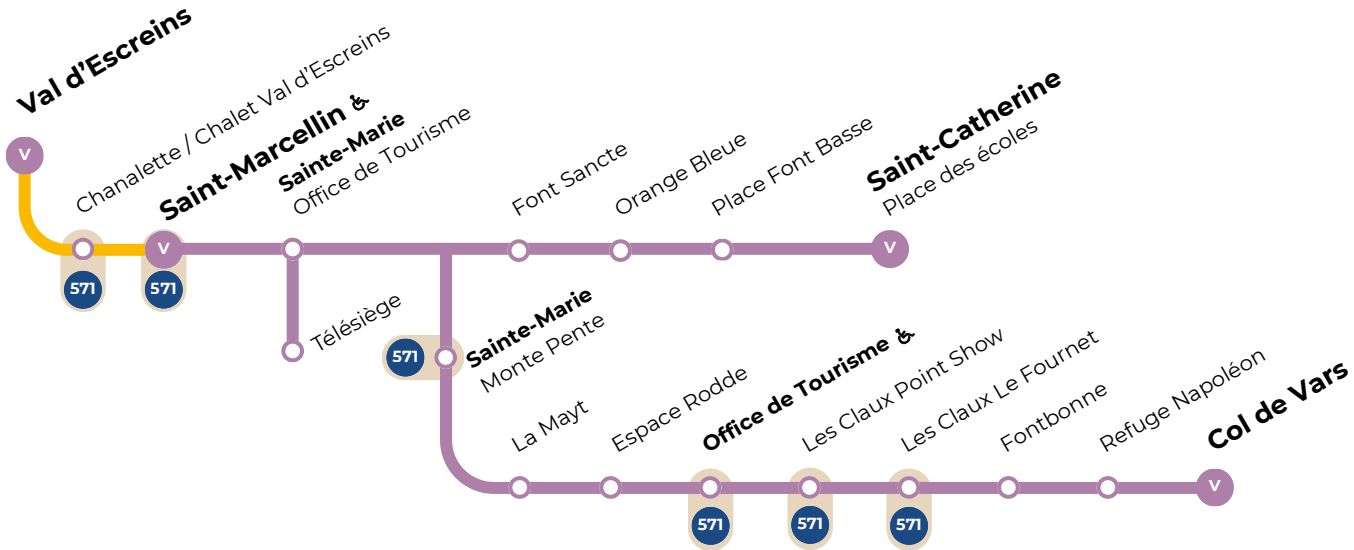 Val d'Escreins
V
Chanalette / Chalet Val d'Escreins
571
Saint-Marcellin
V
571
Sainte-Marie
Office de Tourisme
Télésiège
Font Sancte
Orange Bleue
Place Font Basse
Saint-Catherine
Place des écoles
V
571
Sainte-Marie
Monte Pente
La Mayt
Espace Rodde
Office de Tourisme
571
Les Claux Point Show
571
Les Claux Le Fournet
571
Fontbonne
Refuge Napoléon
Col de Vars
V